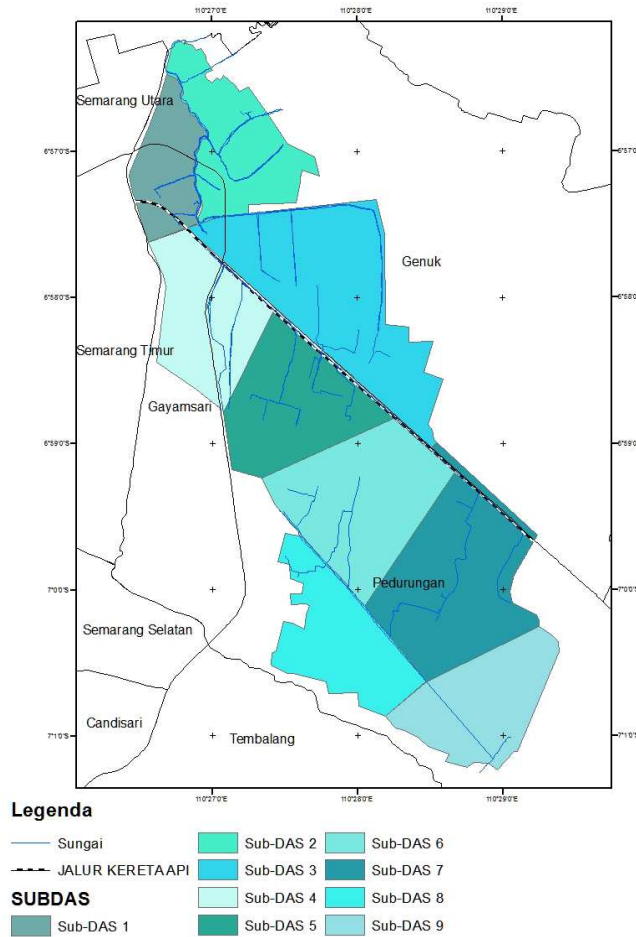 110°27'0"E 110°28'0"E 110°29'0"E
Semarang Utara
6°57'0"S 6°57'0"S
Genuk
6°58'0"S 6°58'0"S
Semarang Timur
Gayamsari
6°59'0"S 6°59'0"S
7°0'0"S 7°0'0"S
Pedurungan
Semarang Selatan
Candisari
Tembalang
7°1'0"S 7°1'0"S
110°27'0"E 110°28'0"E 110°29'0"E
Legenda
Sungai
JALUR KERETA API
SUBDAS
Sub-DAS 1
Sub-DAS 2
Sub-DAS 3
Sub-DAS 4
Sub-DAS 5
Sub-DAS 6
Sub-DAS 7
Sub-DAS 8
Sub-DAS 9